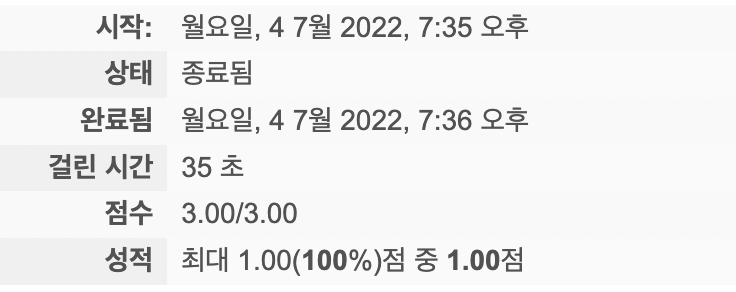 시작: 월요일, 4 7월 2022, 7:35 오후
상태 종료됨
완료됨 월요일, 4 7월 2022, 7:36 오후
걸린 시간 35 초
점수 3.00/3.00
성적 최대 1.00(100%)점 중 1.00점